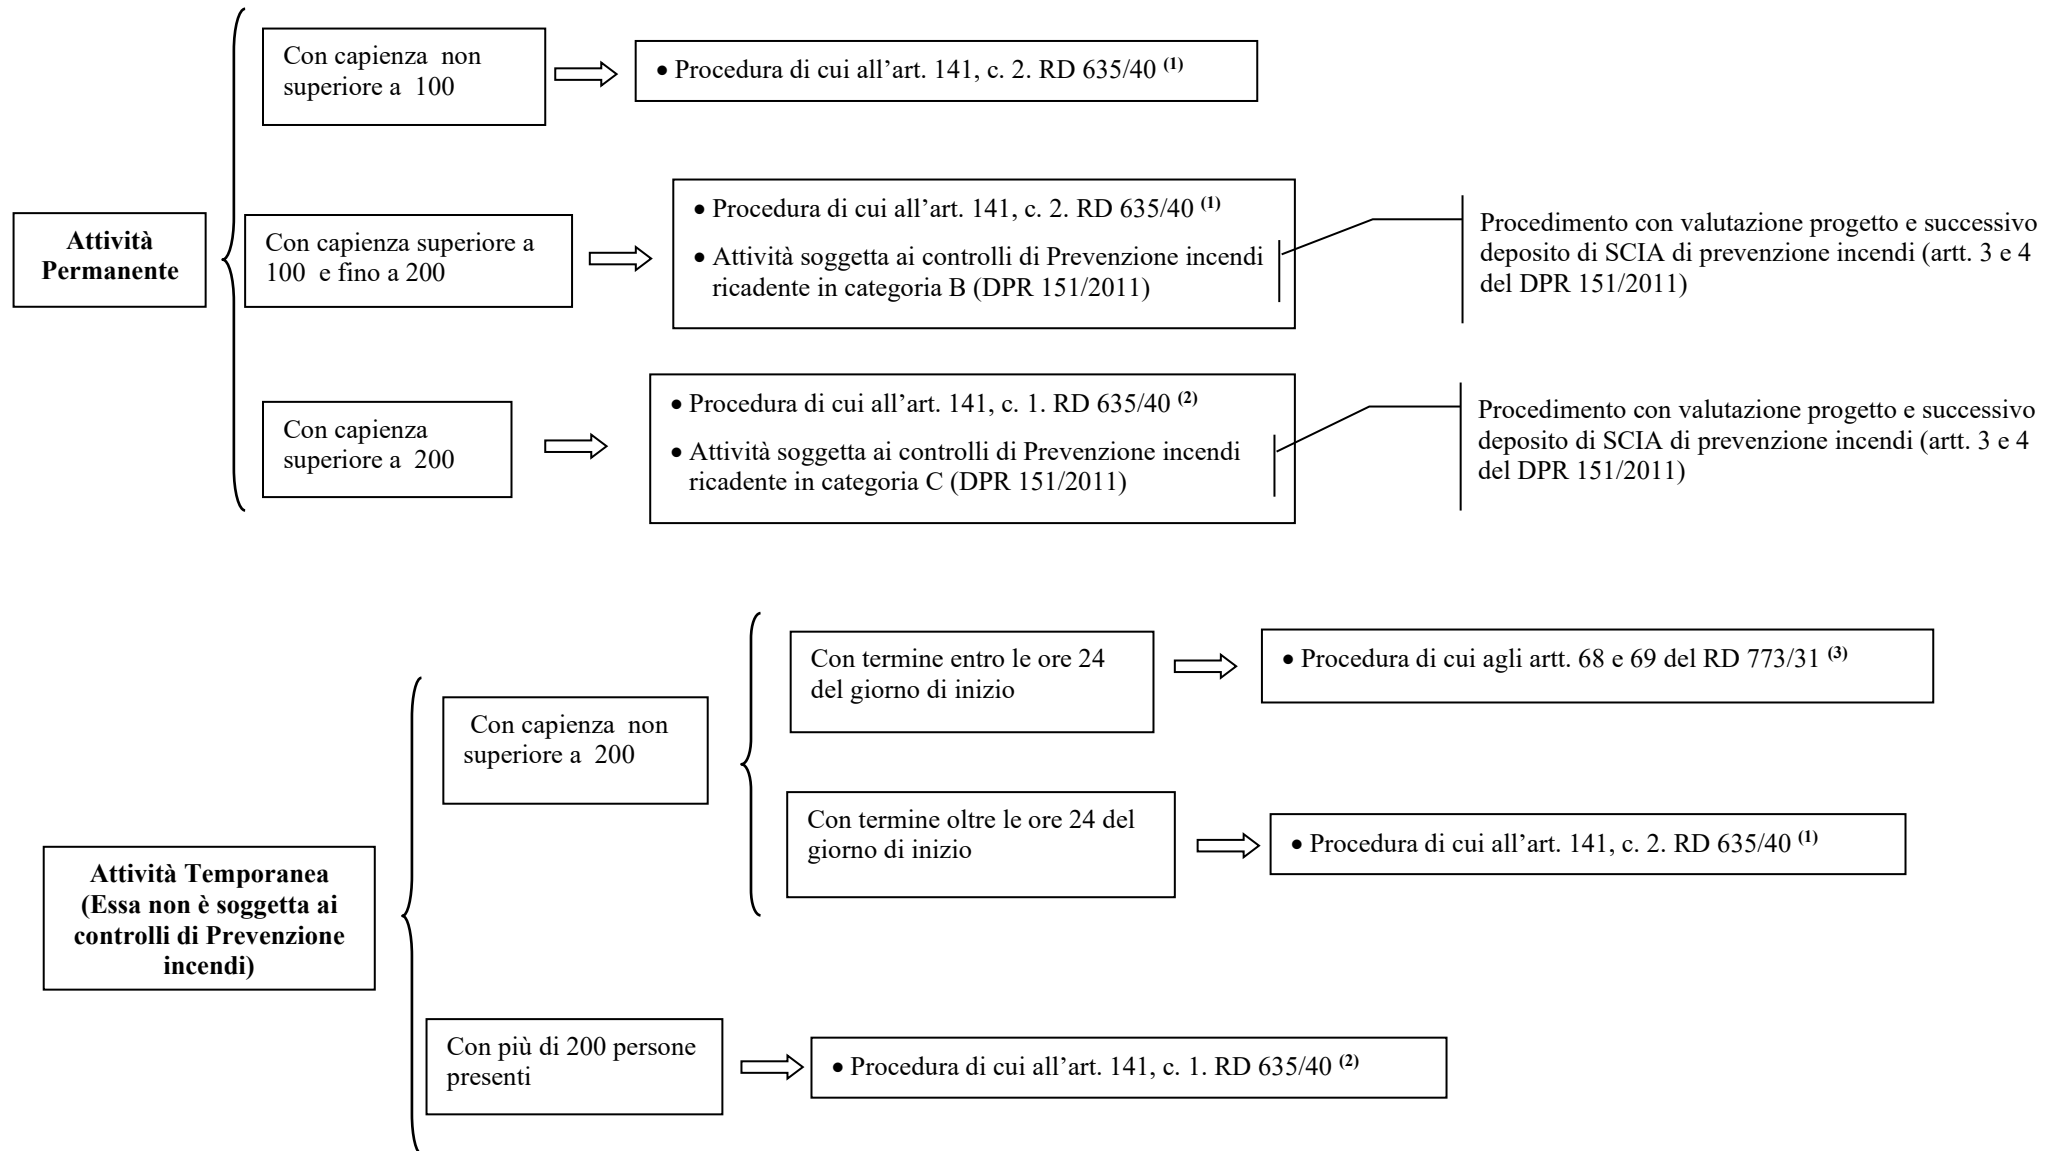 Con capienza  non
superiore a  100
• Procedura di cui all’art. 141, c. 2. RD 635/40 (1)
Attività
Permanente
Con capienza superiore a
100  e fino a 200
• Procedura di cui all’art. 141, c. 2. RD 635/40 (1)
• Attività soggetta ai controlli di Prevenzione incendi
ricadente in categoria B (DPR 151/2011)
Procedimento con valutazione progetto e successivo
deposito di SCIA di prevenzione incendi (artt. 3 e 4
del DPR 151/2011)
Con capienza
superiore a  200
• Procedura di cui all’art. 141, c. 1. RD 635/40 (2)
• Attività soggetta ai controlli di Prevenzione incendi
ricadente in categoria C (DPR 151/2011)
Procedimento con valutazione progetto e successivo
deposito di SCIA di prevenzione incendi (artt. 3 e 4
del DPR 151/2011)
Attività Temporanea
(Essa non è soggetta ai
controlli di Prevenzione
incendi)
Con capienza  non
superiore a  200
Con termine entro le ore 24
del giorno di inizio
• Procedura di cui agli artt. 68 e 69 del RD 773/31 (3)
Con termine oltre le ore 24 del
giorno di inizio
• Procedura di cui all’art. 141, c. 2. RD 635/40 (1)
Con più di 200 persone
presenti
• Procedura di cui all’art. 141, c. 1. RD 635/40 (2)